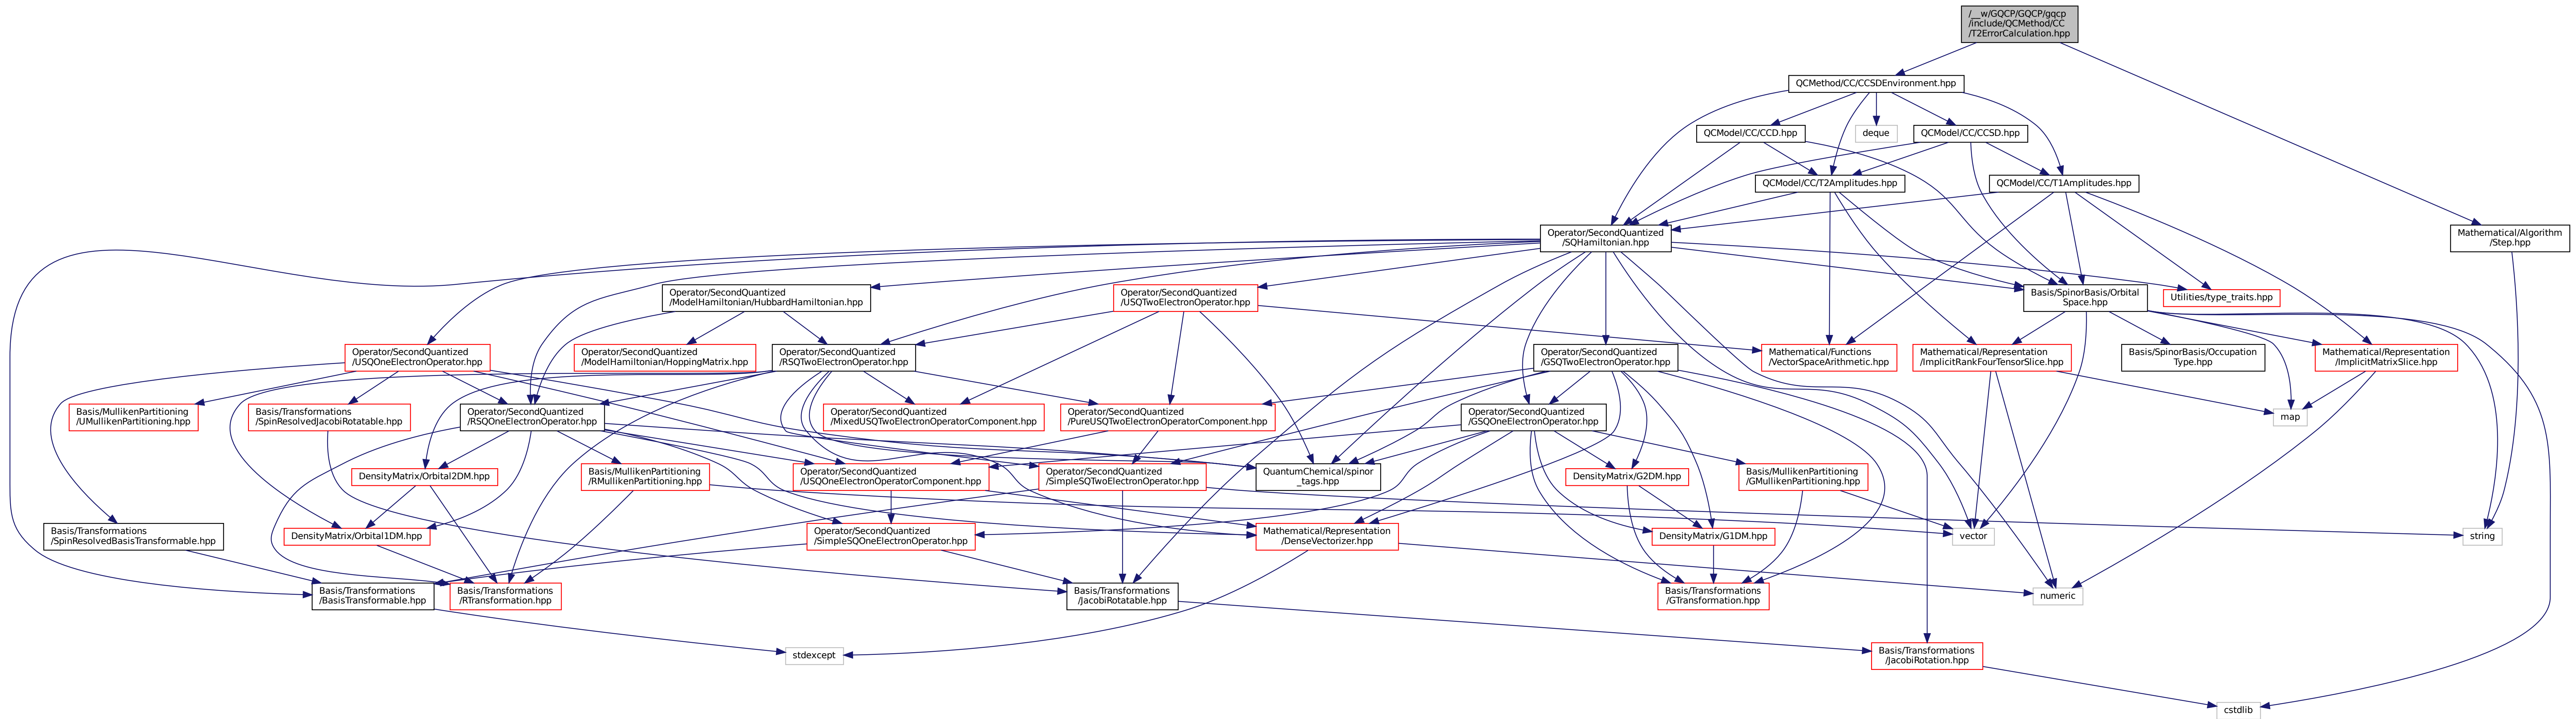 /__w/GQCP/GQCP/gqcp
/include/QCMethod/CC
/T2ErrorCalculation.hpp
QCMethod/CC/CCSDEnvironment.hpp
QCModel/CC/CCD.hpp
deque
QCModel/CC/CCSD.hpp
QCModel/CC/T2Amplitudes.hpp
QCModel/CC/T1Amplitudes.hpp
Operator/SecondQuantized
/SQHamiltonian.hpp
Mathematical/Algorithm
/Step.hpp
Operator/SecondQuantized
/ModelHamiltonian/HubbardHamiltonian.hpp
Operator/SecondQuantized
/USQTwoElectronOperator.hpp
Basis/SpinorBasis/Orbital
Space.hpp
Utilities/type_traits.hpp
Operator/SecondQuantized
/USQOneElectronOperator.hpp
Operator/SecondQuantized
/ModelHamiltonian/HoppingMatrix.hpp
Operator/SecondQuantized
/RSQTwoElectronOperator.hpp
Mathematical/Functions
/VectorSpaceArithmetic.hpp
Operator/SecondQuantized
/GSQTwoElectronOperator.hpp
Mathematical/Representation
/ImplicitRankFourTensorSlice.hpp
Basis/SpinorBasis/Occupation
Type.hpp
Mathematical/Representation
/ImplicitMatrixSlice.hpp
Basis/MullikenPartitioning
/UMullikenPartitioning.hpp
Basis/Transformations
/SpinResolvedJacobiRotatable.hpp
Operator/SecondQuantized
/RSQOneElectronOperator.hpp
Operator/SecondQuantized
/MixedUSQTwoElectronOperatorComponent.hpp
Operator/SecondQuantized
/PureUSQTwoElectronOperatorComponent.hpp
Operator/SecondQuantized
/GSQOneElectronOperator.hpp
map
DensityMatrix/Orbital2DM.hpp
Basis/MullikenPartitioning
/RMullikenPartitioning.hpp
Operator/SecondQuantized
/USQOneElectronOperatorComponent.hpp
Operator/SecondQuantized
/SimpleSQTwoElectronOperator.hpp
QuantumChemical/spinor
_tags.hpp
DensityMatrix/G2DM.hpp
Basis/MullikenPartitioning
/GMullikenPartitioning.hpp
Basis/Transformations
/SpinResolvedBasisTransformable.hpp
DensityMatrix/Orbital1DM.hpp
Operator/SecondQuantized
/SimpleSQOneElectronOperator.hpp
Mathematical/Representation
/DenseVectorizer.hpp
DensityMatrix/G1DM.hpp
vector
string
Basis/Transformations
/BasisTransformable.hpp
Basis/Transformations
/RTransformation.hpp
Basis/Transformations
/JacobiRotatable.hpp
Basis/Transformations
/GTransformation.hpp
numeric
stdexcept
Basis/Transformations
/JacobiRotation.hpp
cstdlib